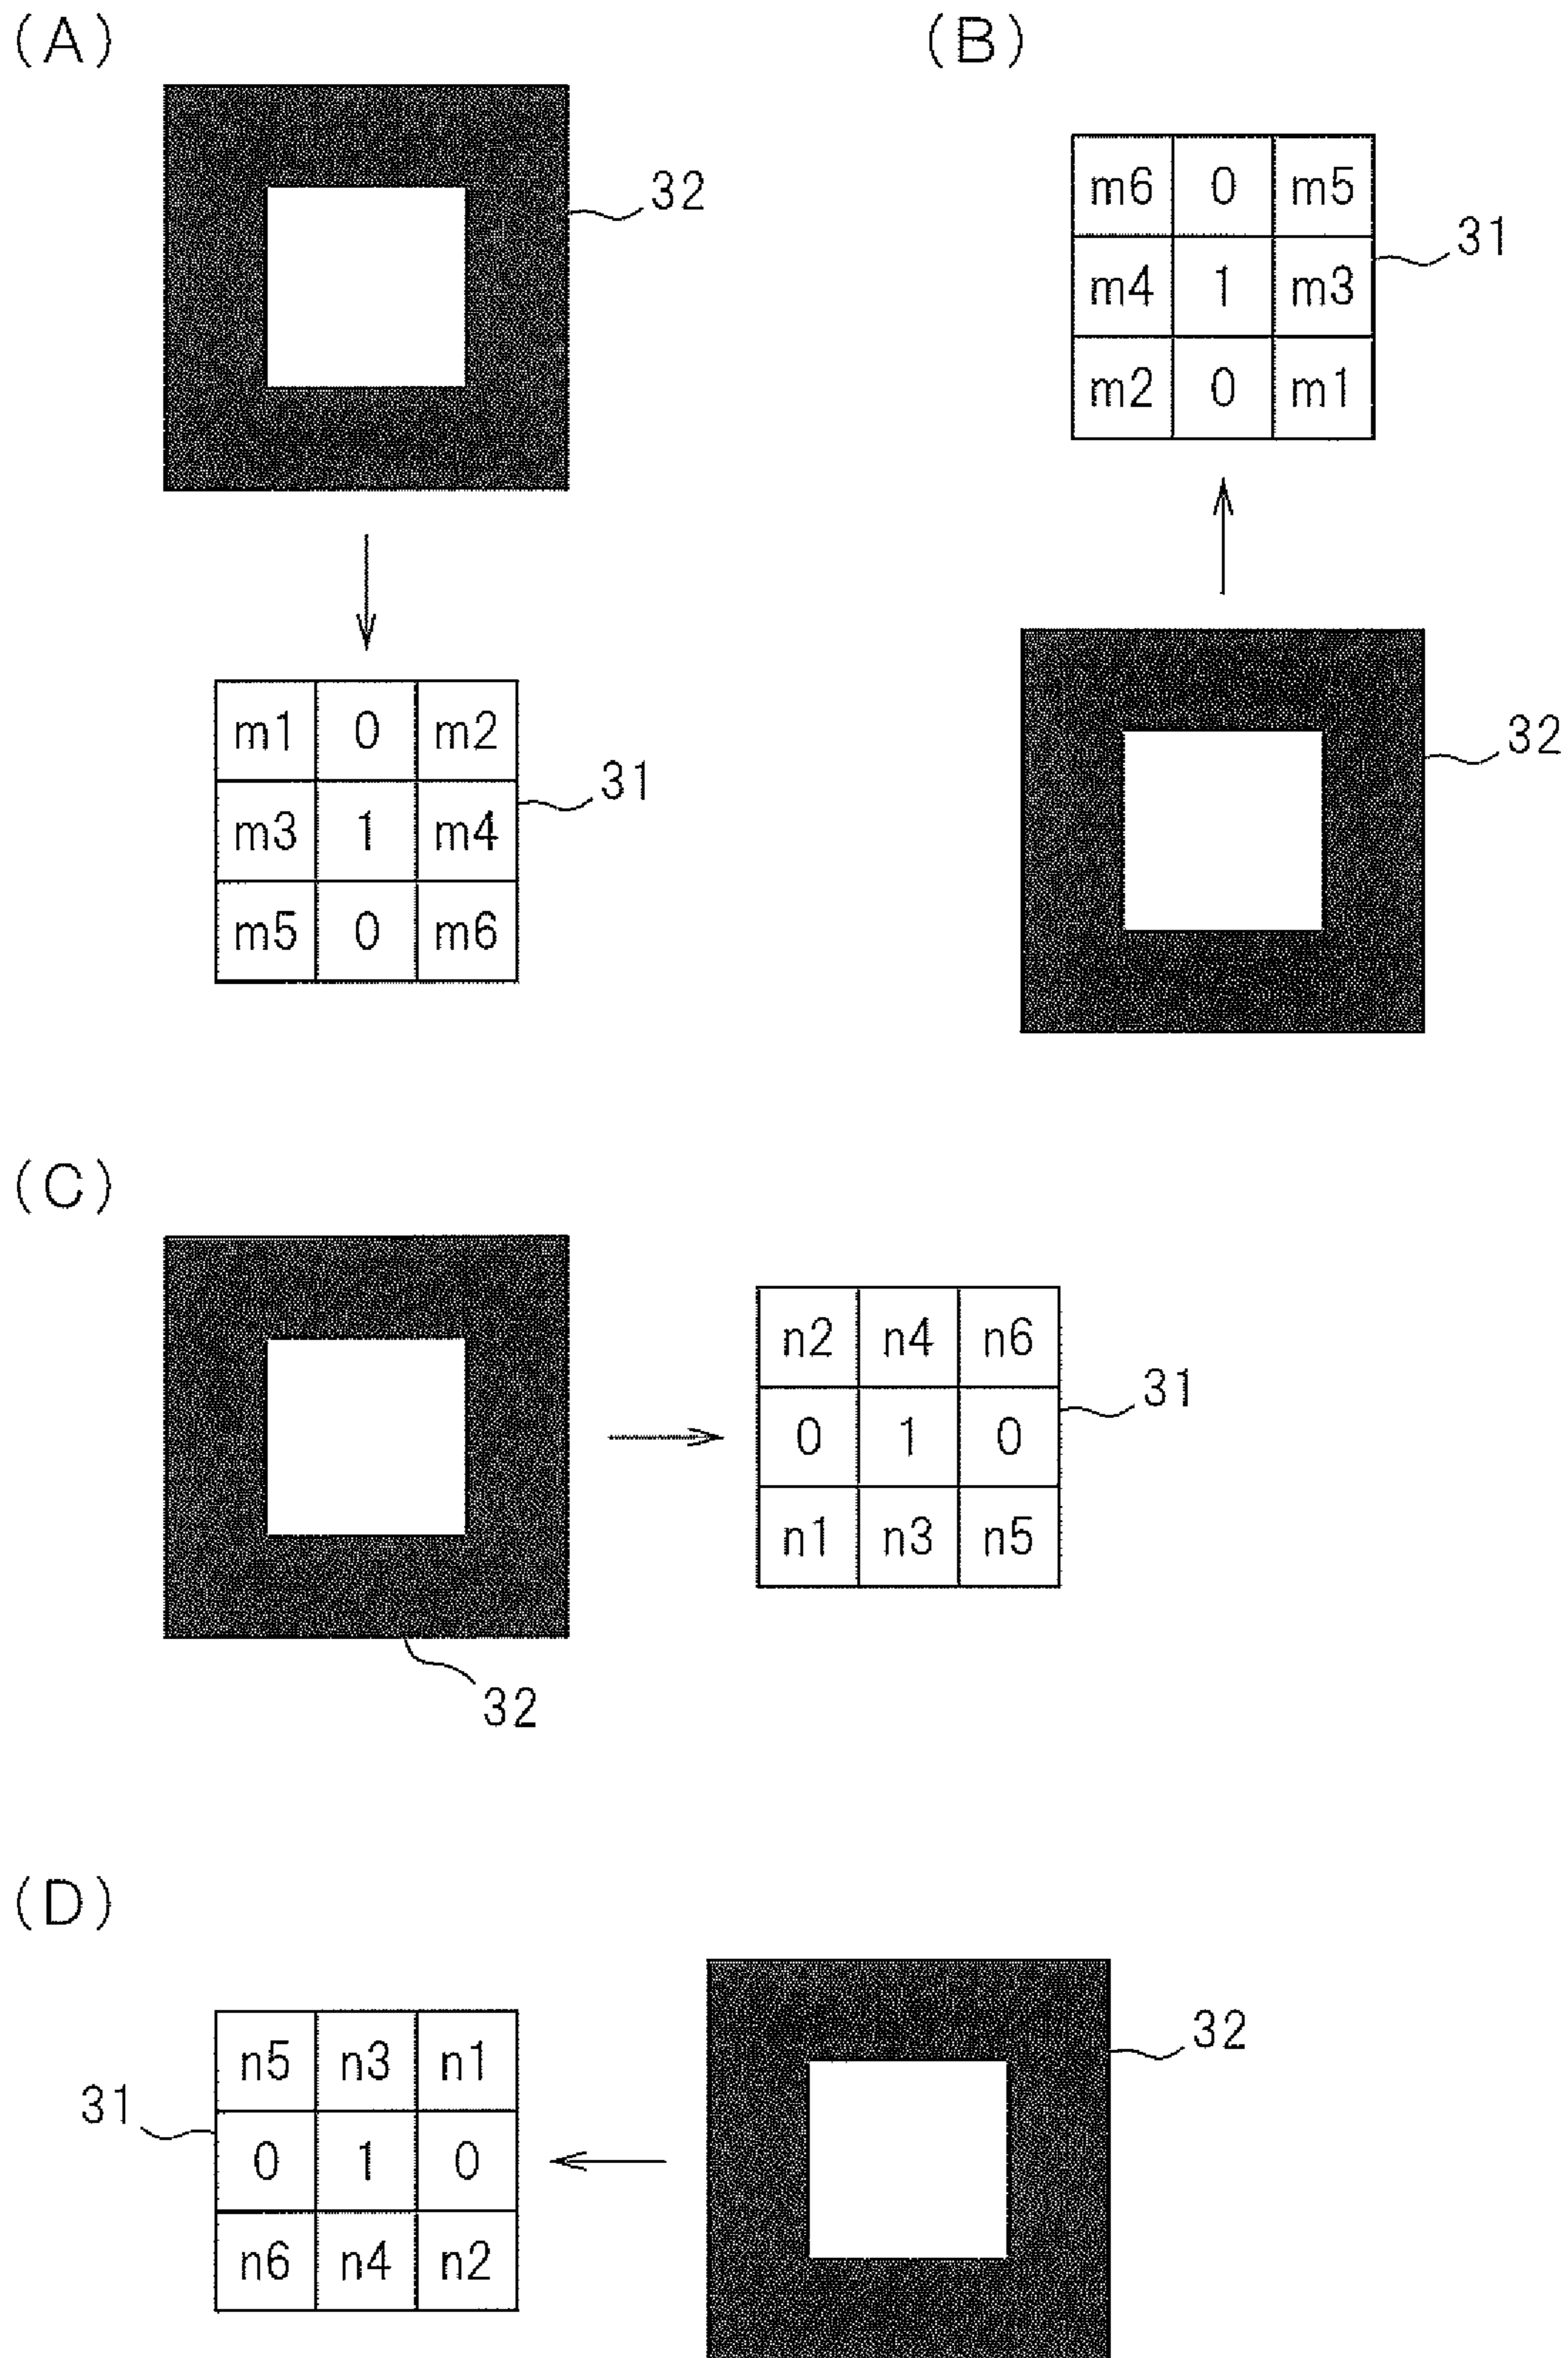 (A)
32
m1 0 m2
m3 1 m4
31
m5 0 m6
(B)
m6 0 m5
31
m4 1 m3
m2 0 m1
32
(C)
n2 n4 n6
31
0 1 0
n1 n3 n5
32
(D)
n5 n3 n1
31
0 1 0
n6 n4 n2
32